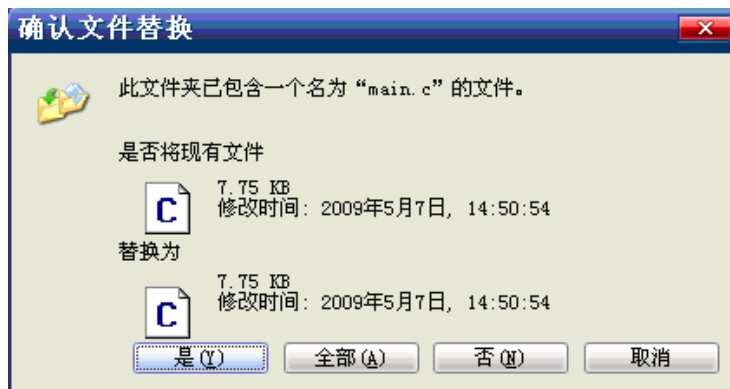 确认文件替换
此文件夹已包含一个名为“main.c”的文件。
是否将现有文件
C
7.75 KB
修改时间: 2009年5月7日, 14:50:54
替换为
C
7.75 KB
修改时间: 2009年5月7日, 14:50:54
是(Y) 全部(A) 否(N) 取消